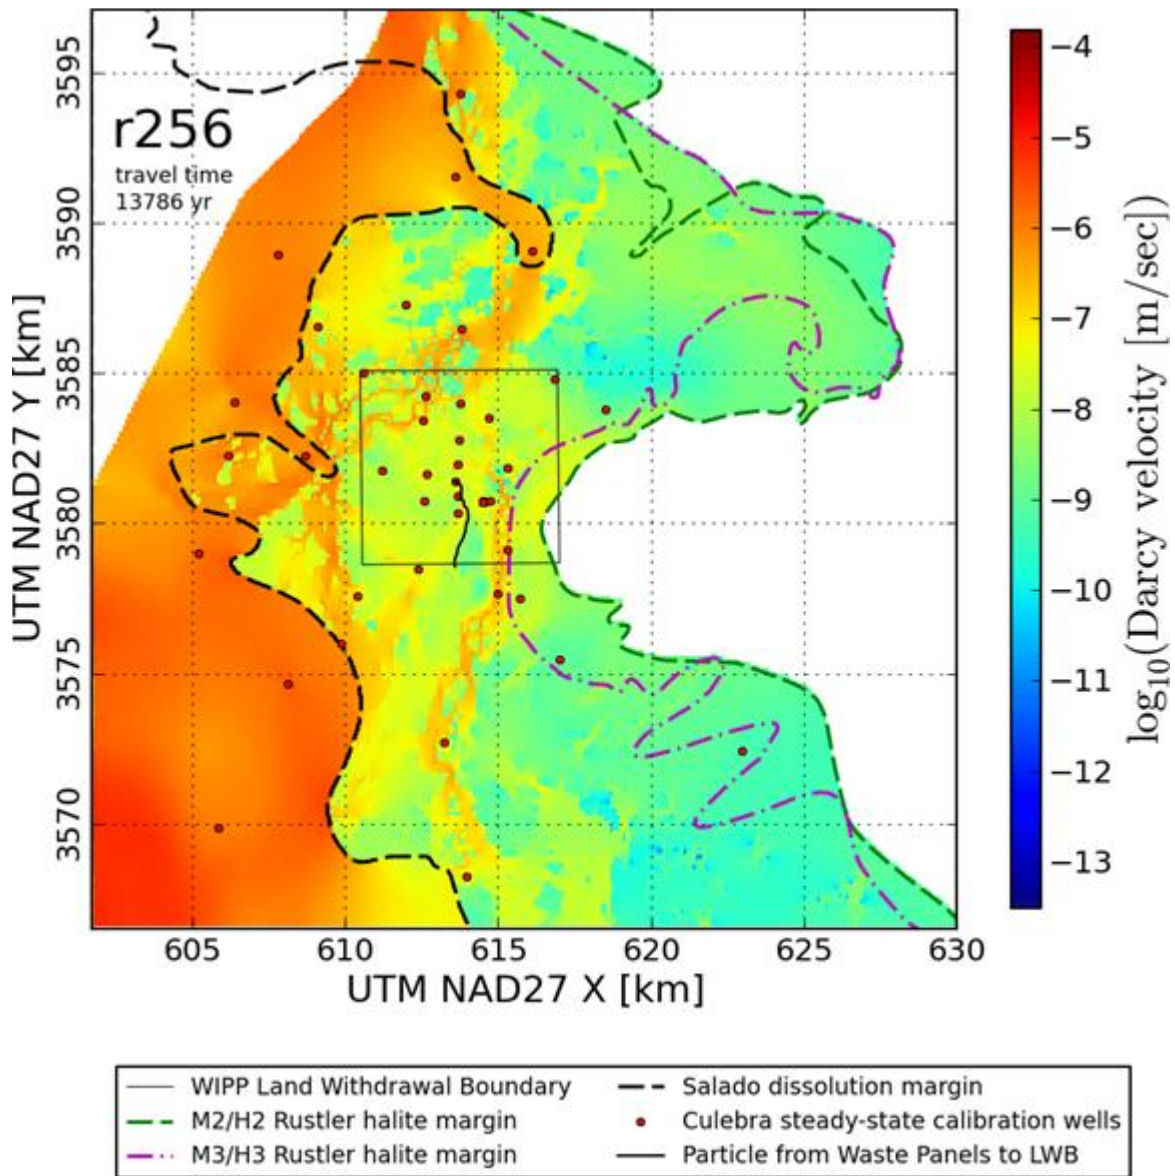 r256
travel time
13786 yr
3595
3590
3585
3580
3575
3570
UTM NAD27 Y [km]
605
610
615
620
625
630
UTM NAD27 X [km]
−4
−5
−6
−7
−8
−9
−10
−11
−12
−13
log₁₀(Darcy velocity [m/sec])
WIPP Land Withdrawal Boundary
M2/H2 Rustler halite margin
M3/H3 Rustler halite margin
Salado dissolution margin
Culebra steady-state calibration wells
Particle from Waste Panels to LWB